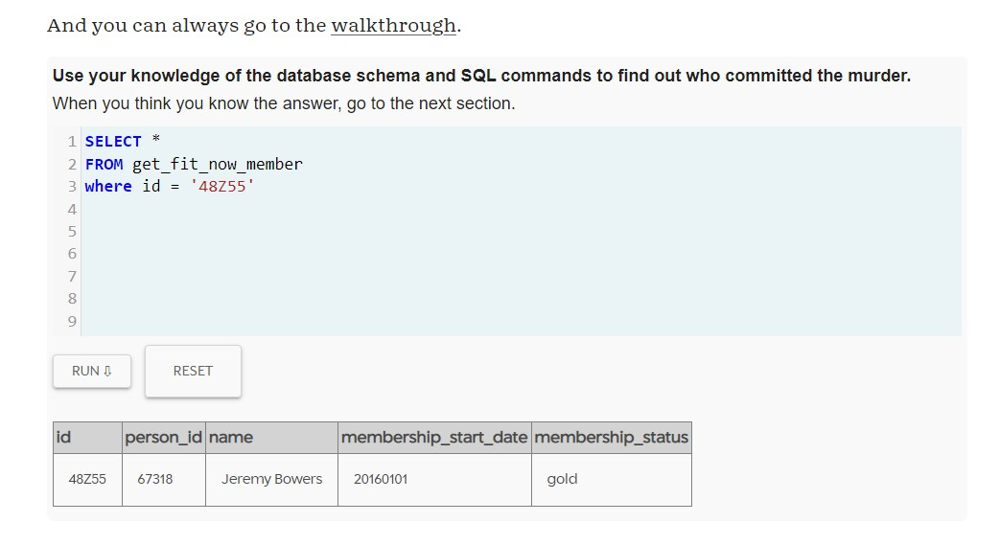 And you can always go to the walkthrough.
Use your knowledge of the database schema and SQL commands to find out who committed the murder.
When you think you know the answer, go to the next section.
1 SELECT *
2 FROM get_fit_now_member
3 where id = '48Z55'
4
5
6
7
8
9
RUN ⇩ RESET
id person_id name membership_start_date membership_status
48Z55 67318 Jeremy Bowers 20160101 gold